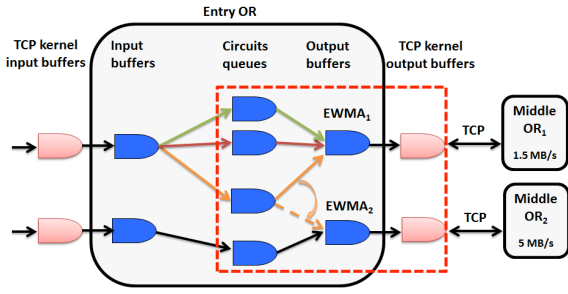 Entry OR
TCP kernel
input buffers
Input
buffers
Circuits
queues
Output
buffers
TCP kernel
output buffers
EWMA₁
TCP
Middle
OR₁
1.5 MB/s
EWMA₂
TCP
Middle
OR₂
5 MB/s